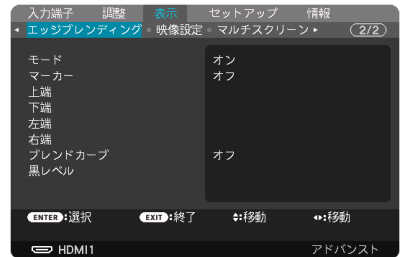 入力端子 調整 表示 セットアップ 情報
エッジブレンディング 映像設定 マルチスクリーン 2/2
モード オン
マーカー オフ
上端
下端
左端
右端
ブレンドカーブ オフ
黒レベル
ENTER:選択 EXIT:終了 :移動 :移動
HDMI1 アドバンスト